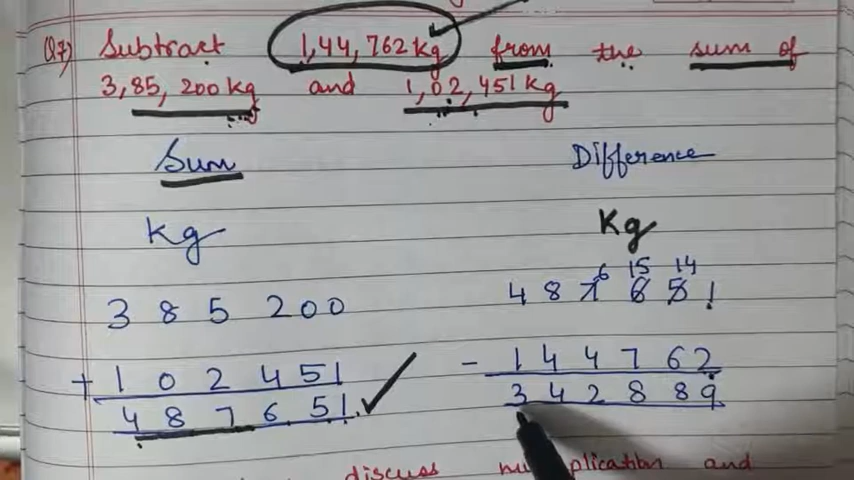 Q7) Subtract 1,44,762 kg from the sum of
3,85,200 kg and 1,02,451 kg
Sum Difference
Kg Kg
6 15 14
3 8 5 2 0 0 4 8 7 6 5 1
+ 1 0 2 4 5 1 - 1 4 4 7 6 2
4 8 7 6 5 1 3 4 2 8 8 9
discuss multiplication and